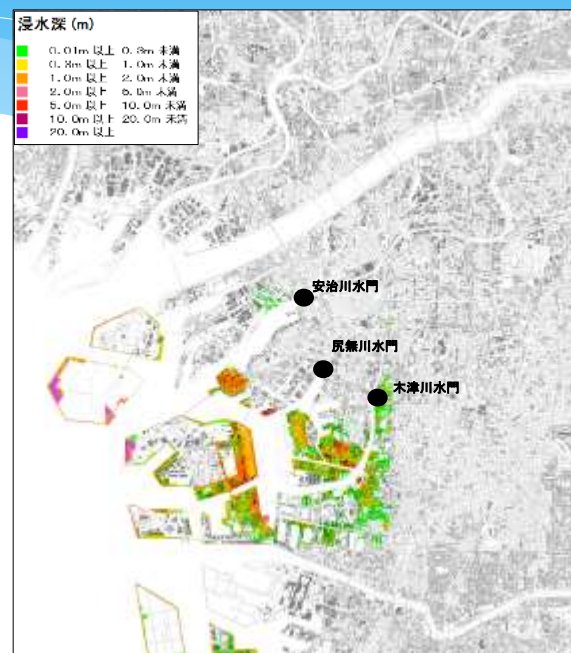 浸水深 (m)
0.01m 以上 0.3m 未満
0.3m 以上 1.0m 未満
1.0m 以上 2.0m 未満
2.0m 以上 5.0m 未満
5.0m 以上 10.0m 未満
10.0m 以上 20.0m 未満
20.0m 以上
安治川水門
尻無川水門
木津川水門